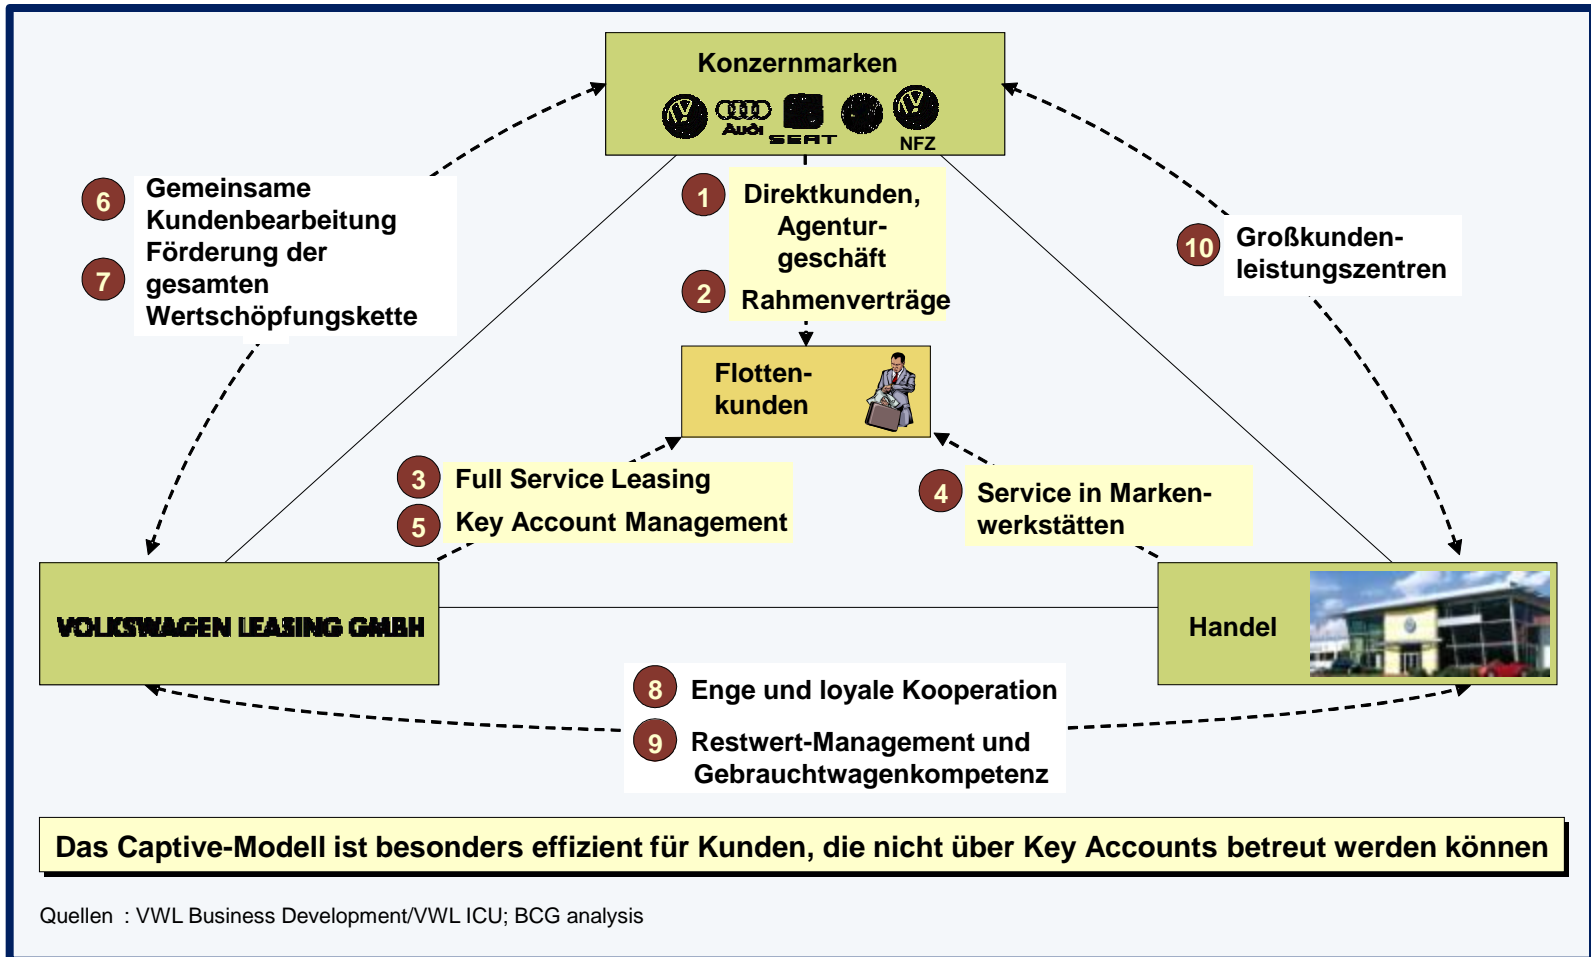 Konzernmarken
Audi
SEAT
NFZ
6 Gemeinsame
Kundenbearbeitung
7 Förderung der
gesamten
Wertschöpfungskette
1 Direktkunden,
Agentur-
geschäft
2 Rahmenverträge
10 Großkunden-
leistungszentren
Flotten-
kunden
3 Full Service Leasing
5 Key Account Management
4 Service in Marken-
werkstätten
VOLKSWAGEN LEASING GMBH
Handel
8 Enge und loyale Kooperation
9 Restwert-Management und
Gebrauchtwagenkompetenz
Das Captive-Modell ist besonders effizient für Kunden, die nicht über Key Accounts betreut werden können
Quellen : VWL Business Development/VWL ICU; BCG analysis